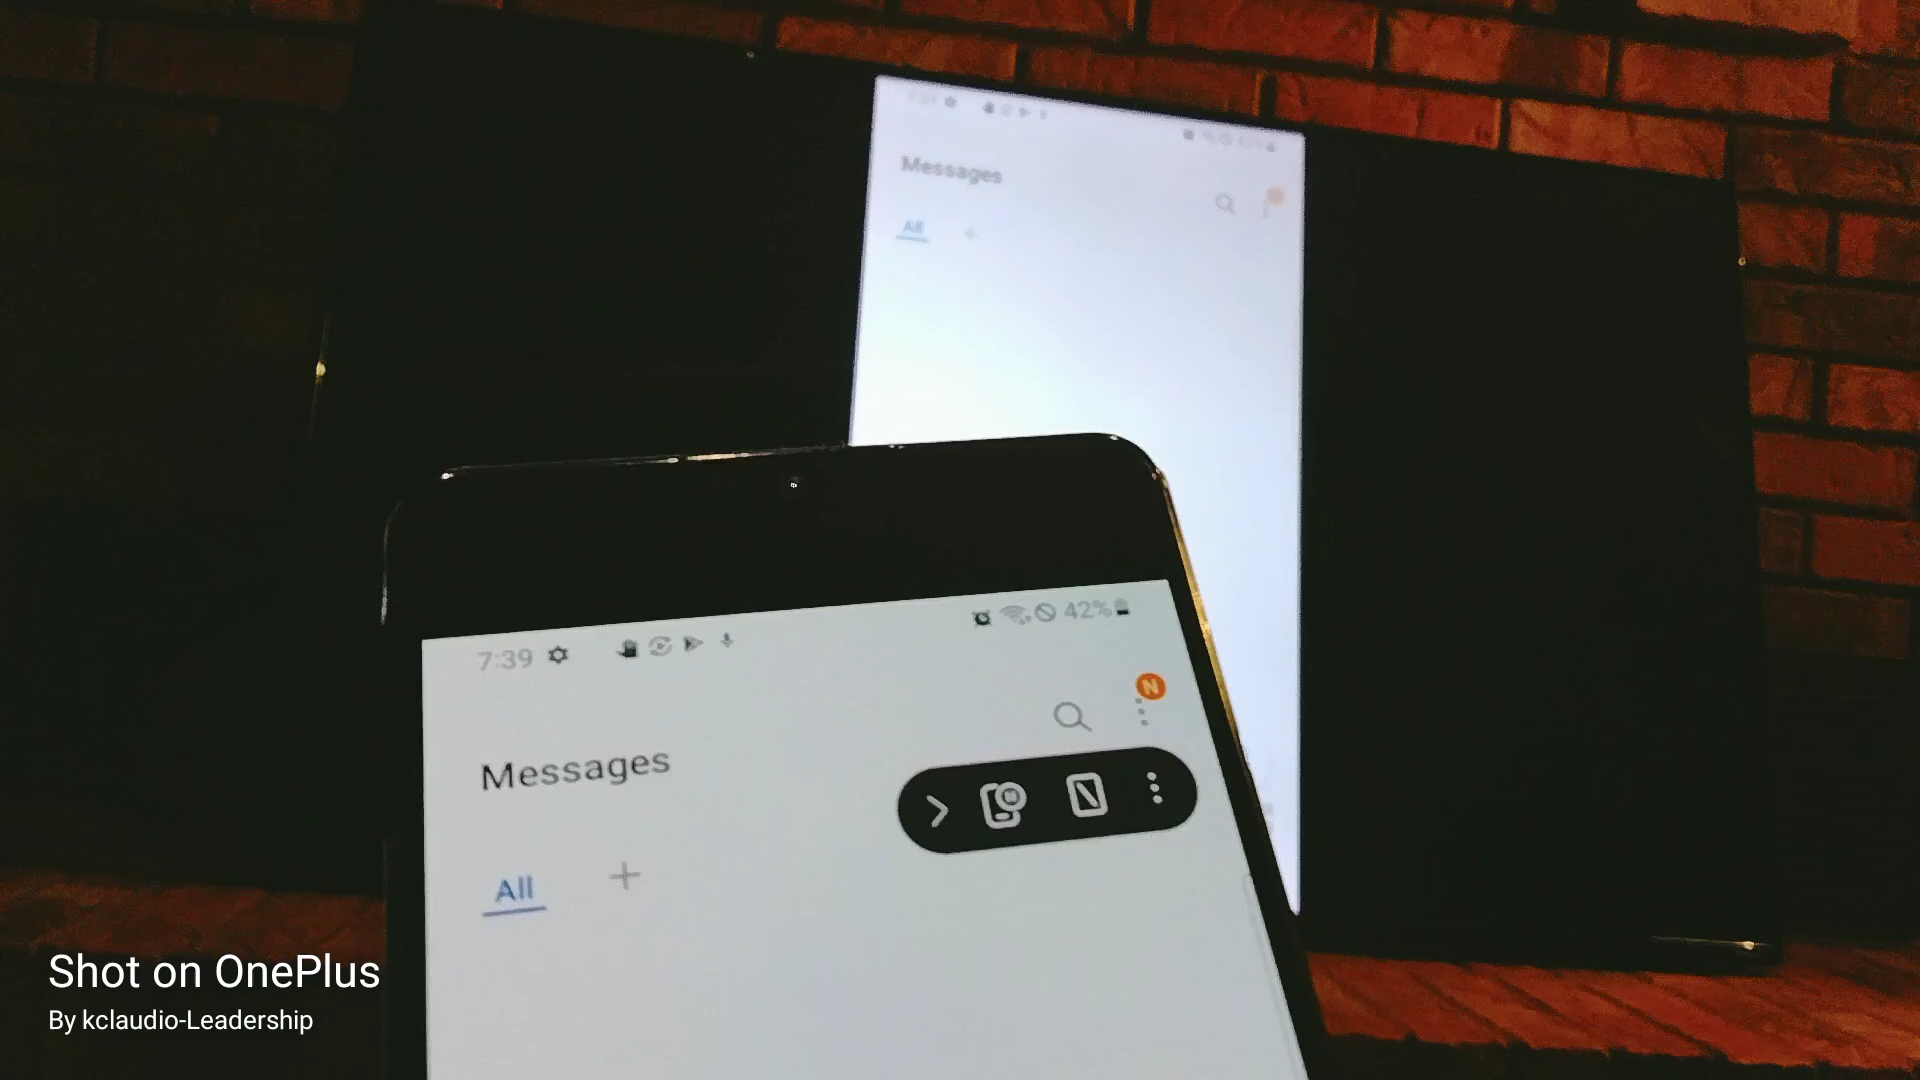 Messages
All +
7:39 42%
N
Messages
All +
Shot on OnePlus
By kclaudio-Leadership